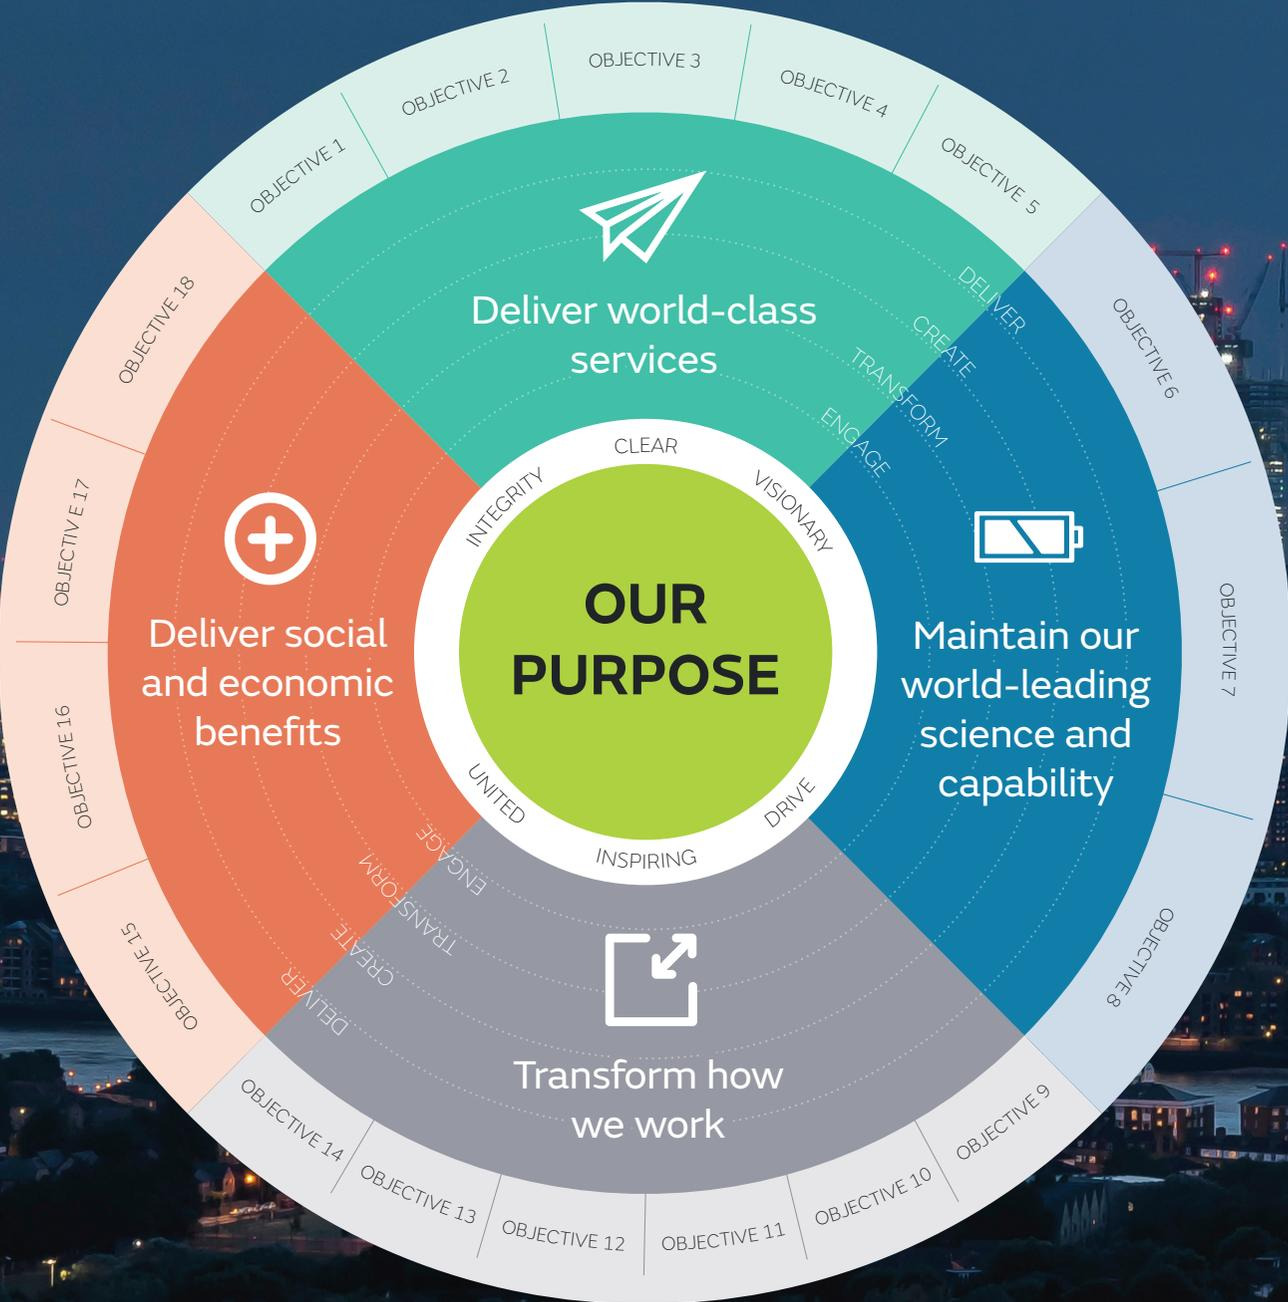 OBJECTIVE 1
OBJECTIVE 2
OBJECTIVE 3
OBJECTIVE 4
OBJECTIVE 5
OBJECTIVE 6
OBJECTIVE 7
OBJECTIVE 8
OBJECTIVE 9
OBJECTIVE 10
OBJECTIVE 11
OBJECTIVE 12
OBJECTIVE 13
OBJECTIVE 14
OBJECTIVE 15
OBJECTIVE 16
OBJECTIV E 17
OBJECTIVE 18
Deliver world-class
services
DELIVER
CREATE
TRANSFORM
ENGAGE
Maintain our
world-leading
science and
capability
Transform how
we work
Deliver social
and economic
benefits
ENGAGE
TRANSFORM
CREATE
DELIVER
INTEGRITY
CLEAR
VISIONARY
DRIVE
INSPIRING
UNITED
OUR
PURPOSE